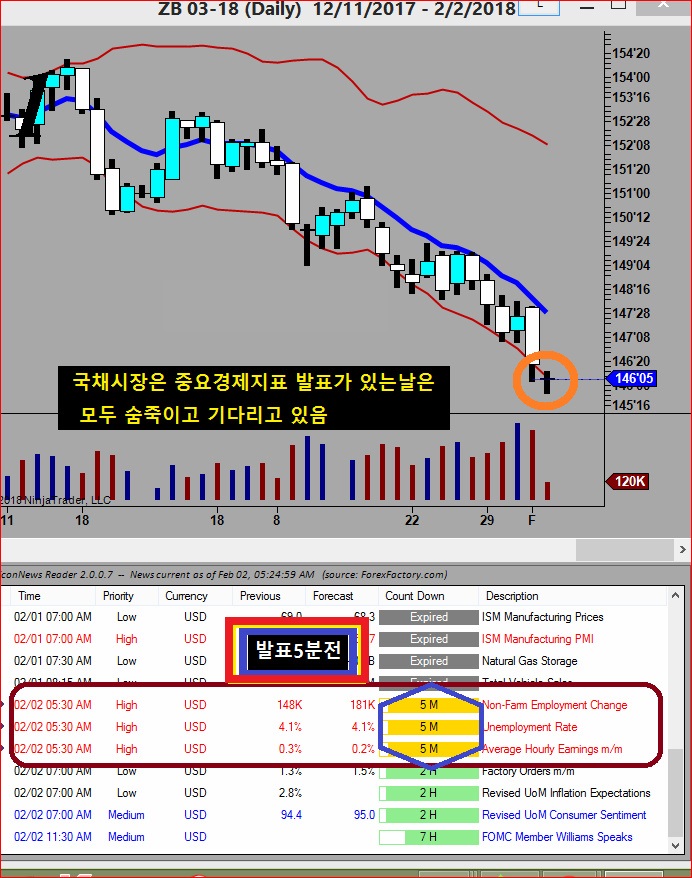 ZB 03-18 (Daily) 12/11/2017 - 2/2/2018
154'20
154'00
153'16
152'28
152'08
151'20
151'00
150'12
149'24
149'04
148'16
147'28
147'08
146'20
146'05
145'16
국채시장은 중요경제지표 발표가 있는날은
모두 숨죽이고 기다리고 있음
120K
2018 NinjaTrader, LLC
11 18 18 8 22 29 F
conNews Reader 2.0.0.7 -- News current as of Feb 02, 05:24:59 AM (source: ForexFactory.com)
Time Priority Currency Previous Forecast Count Down Description
02/01 07:00 AM Low USD 69.0 68.3 Expired ISM Manufacturing Prices
02/01 07:00 AM High USD Expired ISM Manufacturing PMI
발표5분전
02/01 07:30 AM Low USD Expired Natural Gas Storage
02/01 08:15 AM Low USD Expired Total Vehicle Sales
02/02 05:30 AM High USD 148K 181K 5 M Non-Farm Employment Change
02/02 05:30 AM High USD 4.1% 4.1% 5 M Unemployment Rate
02/02 05:30 AM High USD 0.3% 0.2% 5 M Average Hourly Earnings m/m
02/02 07:00 AM Low USD 1.3% 1.5% 2 H Factory Orders m/m
02/02 07:00 AM Low USD 2.8% 2 H Revised UoM Inflation Expectations
02/02 07:00 AM Medium USD 94.4 95.0 2 H Revised UoM Consumer Sentiment
02/02 11:30 AM Medium USD 7 H FOMC Member Williams Speaks